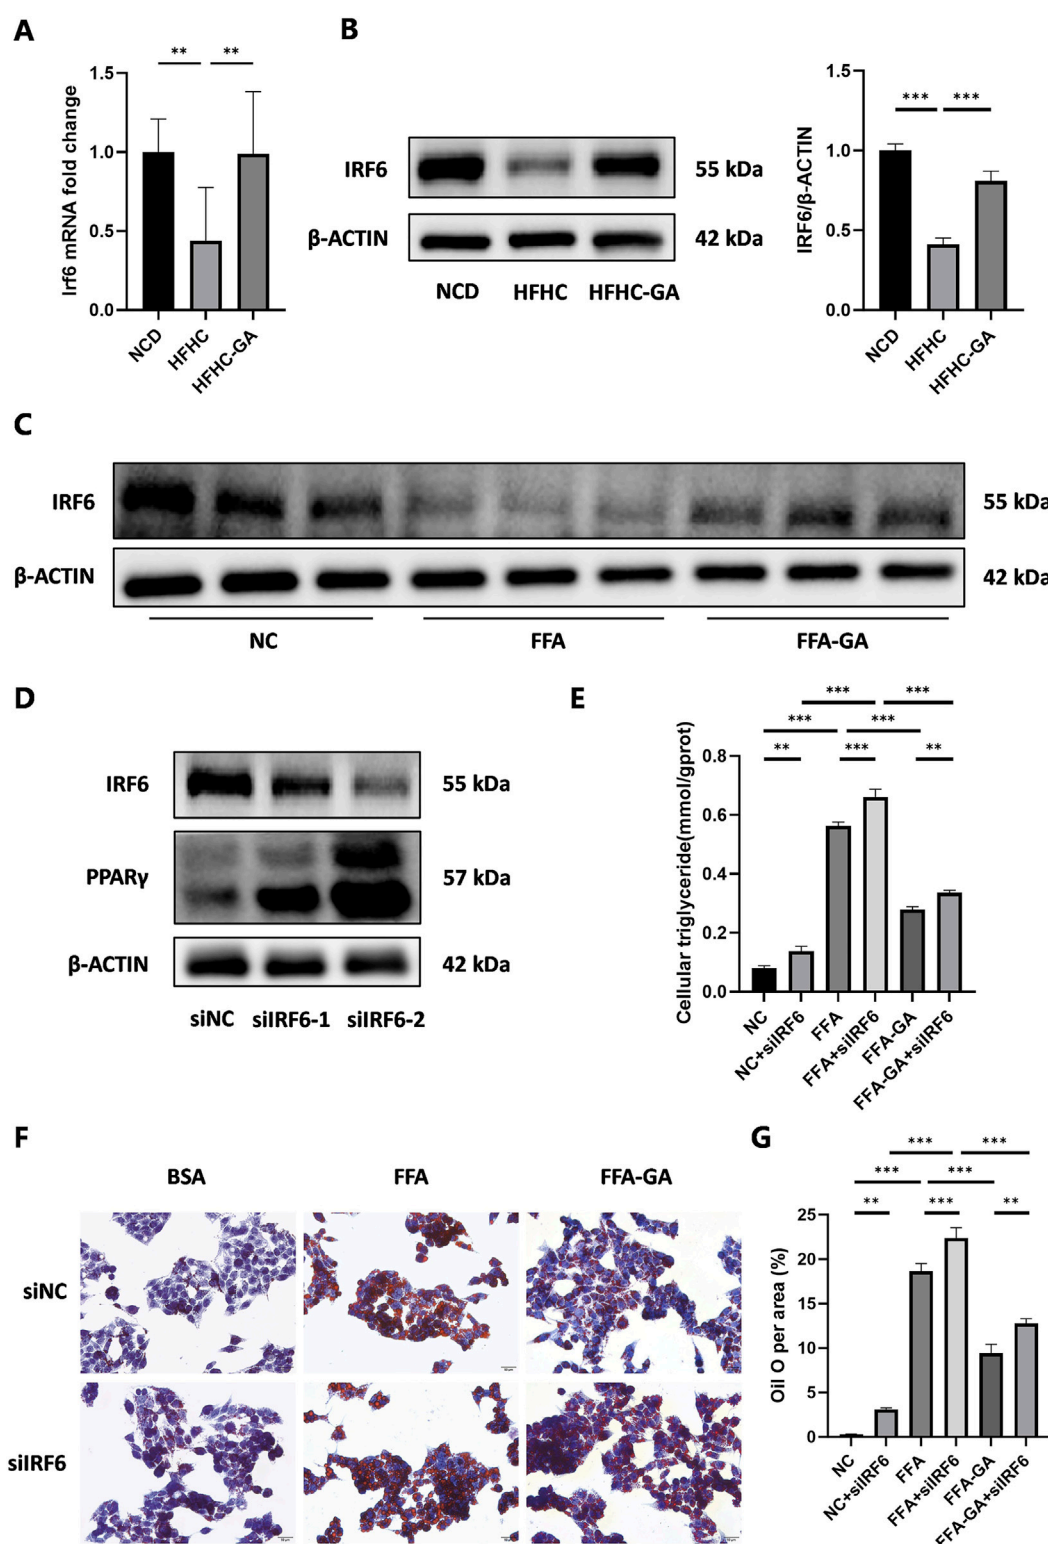 A
** **
Irf6 mRNA fold change
1.5
1.0
0.5
0.0
NCD
HFHC
HFHC-GA
B
IRF6
55 kDa
β-ACTIN
42 kDa
NCD HFHC HFHC-GA
*** ***
IRF6/β-ACTIN
1.5
1.0
0.5
0.0
NCD
HFHC
HFHC-GA
C
IRF6
55 kDa
β-ACTIN
42 kDa
NC FFA FFA-GA
D
IRF6
55 kDa
PPARγ
57 kDa
β-ACTIN
42 kDa
siNC siIRF6-1 siIRF6-2
E
*** ***
*** ***
** *** **
Cellular triglyceride(mmol/gprot)
0.8
0.6
0.4
0.2
0.0
NC
NC+siIRF6
FFA
FFA+siIRF6
FFA-GA
FFA-GA+siIRF6
F
BSA FFA FFA-GA
siNC
siIRF6
G
*** ***
*** ***
** *** **
Oil O per area (%)
25
20
15
10
5
0
NC
NC+siIRF6
FFA
FFA+siIRF6
FFA-GA
FFA-GA+siIRF6